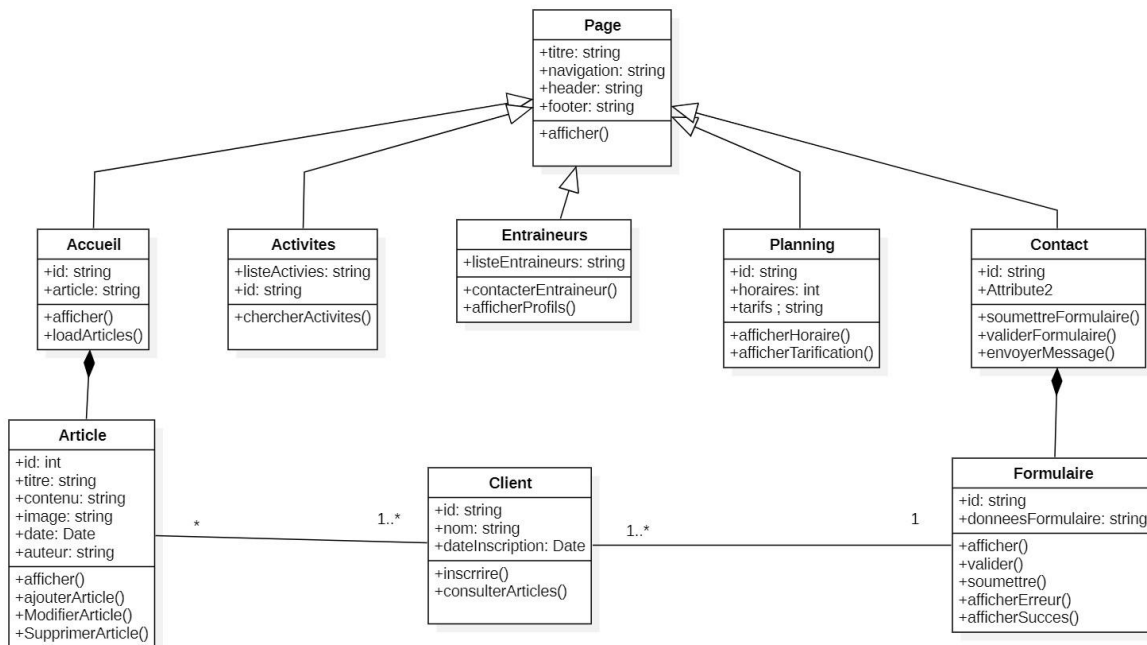 Page
+titre: string
+navigation: string
+header: string
+footer: string
+afficher()
Accueil
+id: string
+article: string
+afficher()
+loadArticles()
Activites
+listeActivies: string
+id: string
+chercherActivites()
Entraineurs
+listeEntraineurs: string
+contacterEntraineur()
+afficherProfils()
Planning
+id: string
+horaires: int
+tarifs ; string
+afficherHoraire()
+afficherTarification()
Contact
+id: string
+Attribute2
+soumettreFormulaire()
+validerFormulaire()
+envoyerMessage()
Article
+id: int
+titre: string
+contenu: string
+image: string
+date: Date
+auteur: string
+afficher()
+ajouterArticle()
+ModifierArticle()
+SupprimerArticle()
*
1..*
Client
+id: string
+nom: string
+dateInscription: Date
+inscrrire()
+consulterArticles()
1..*
1
Formulaire
+id: string
+donneesFormulaire: string
+afficher()
+valider()
+soumettre()
+afficherErreur()
+afficherSucces()